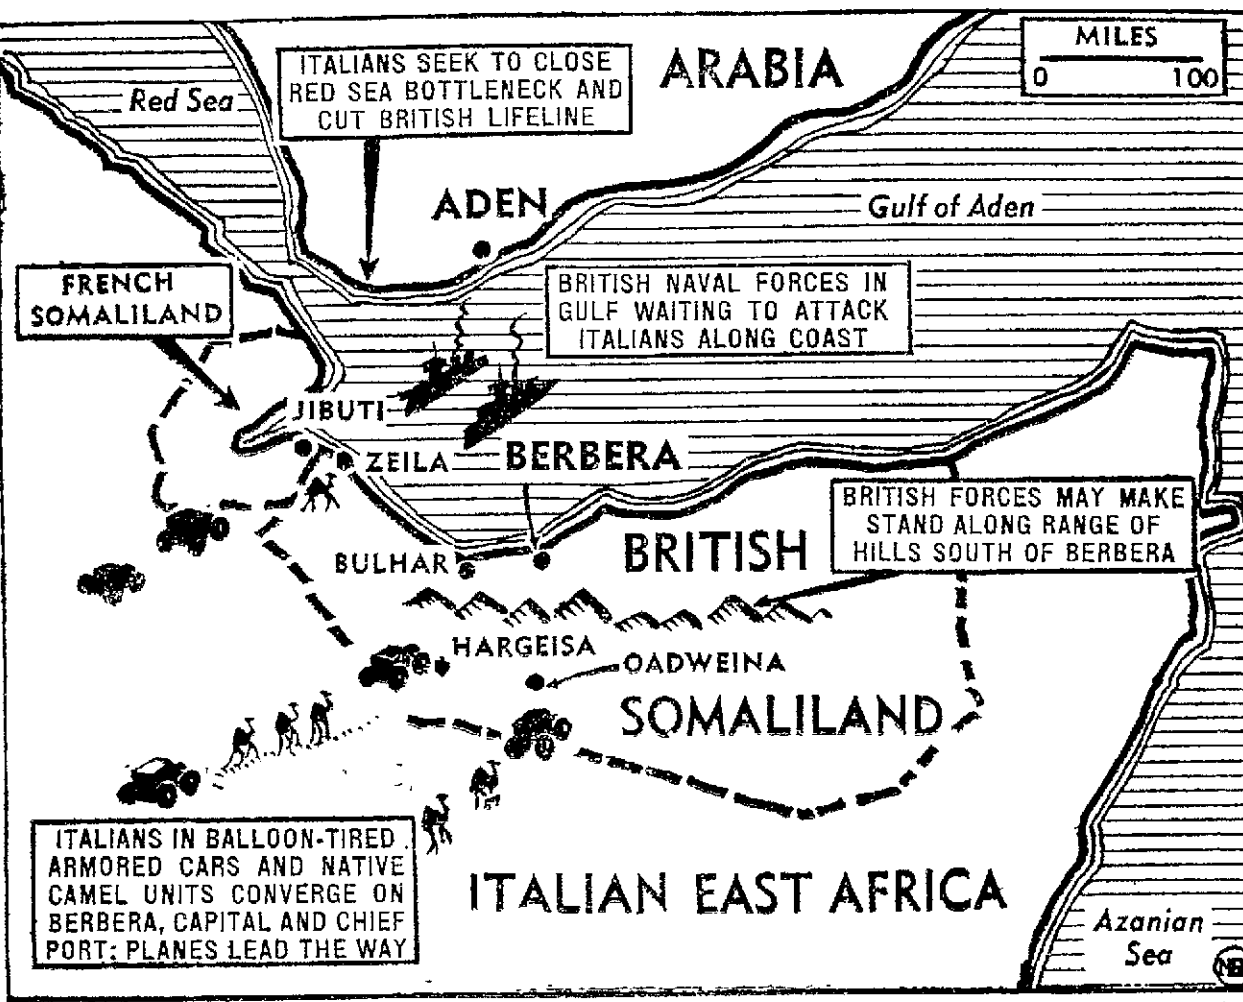 ITALIANS SEEK TO CLOSE
RED SEA BOTTLENECK AND
CUT BRITISH LIFELINE
ARABIA
MILES
0 100
Red Sea
ADEN
Gulf of Aden
FRENCH
SOMALILAND
BRITISH NAVAL FORCES IN
GULF WAITING TO ATTACK
ITALIANS ALONG COAST
JIBUTI
ZEILA
BERBERA
BRITISH FORCES MAY MAKE
STAND ALONG RANGE OF
HILLS SOUTH OF BERBERA
BULHAR
BRITISH
HARGEISA
OADWEINA
SOMALILAND
ITALIANS IN BALLOON-TIRED
ARMORED CARS AND NATIVE
CAMEL UNITS CONVERGE ON
BERBERA, CAPITAL AND CHIEF
PORT: PLANES LEAD THE WAY
ITALIAN EAST AFRICA
Azanian
Sea